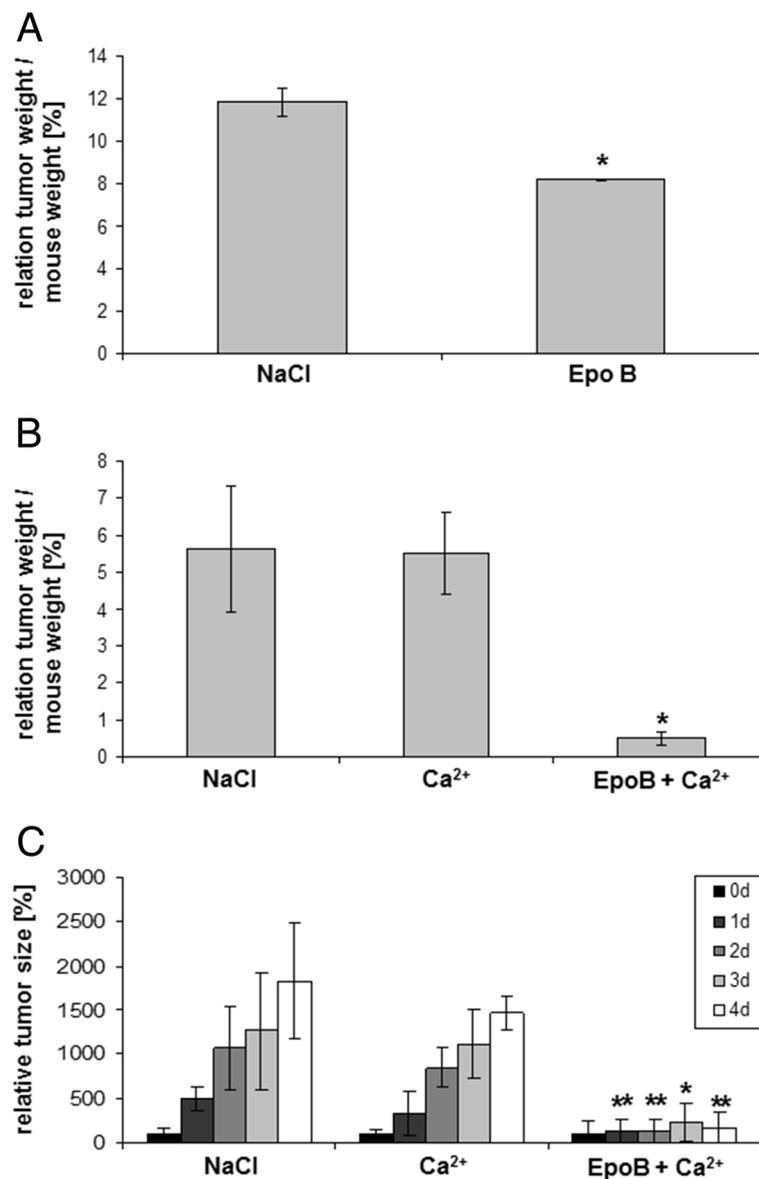 A
relation tumor weight /
mouse weight [%]
14
12
10
8
6
4
2
0
*
NaCl
Epo B
B
relation tumor weight /
mouse weight [%]
8
7
6
5
4
3
2
1
0
*
NaCl
Ca²⁺
EpoB + Ca²⁺
C
relative tumor size [%]
3000
2500
2000
1500
1000
500
0
0d
1d
2d
3d
4d
** ** * **
NaCl
Ca²⁺
EpoB + Ca²⁺